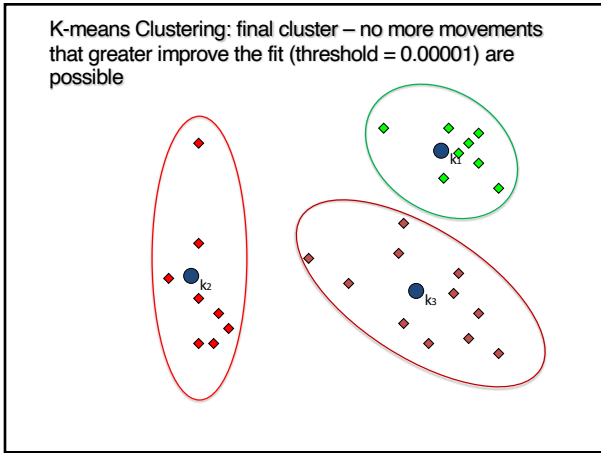 K-means Clustering: final cluster – no more movements
that greater improve the fit (threshold = 0.00001) are
possible
k1
k2
k3